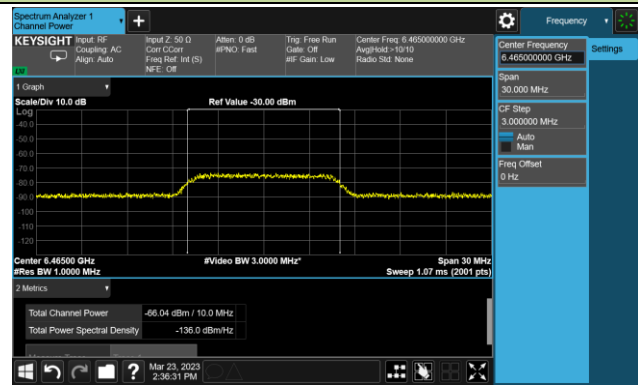 Spectrum Analyzer 1
Channel Power
Frequency
KEYSIGHT
Input: RF
Coupling: AC
Align: Auto
Input Z: 50 Ω
Corr CCorr
Freq Ref: Int (S)
NFE: Off
Atten: 0 dB
#PNO: Fast
Trig: Free Run
Gate: Off
#IF Gain: Low
Center Freq: 6.465000000 GHz
Avg|Hold:>10/10
Radio Std: None
Center Frequency
6.465000000 GHz
Settings
Span
30.000 MHz
CF Step
3.000000 MHz
Auto
Man
Freq Offset
0 Hz
1 Graph
Scale/Div 10.0 dB
Ref Value -30.00 dBm
Log
-40.0
-50.0
-60.0
-70.0
-80.0
-90.0
-100
-110
-120
Center 6.46500 GHz
#Video BW 3.0000 MHz*
Span 30 MHz
#Res BW 1.0000 MHz
Sweep 1.07 ms (2001 pts)
2 Metrics
Total Channel Power
-66.04 dBm / 10.0 MHz
Total Power Spectral Density
-136.0 dBm/Hz
?
Mar 23, 2023
2:36:31 PM